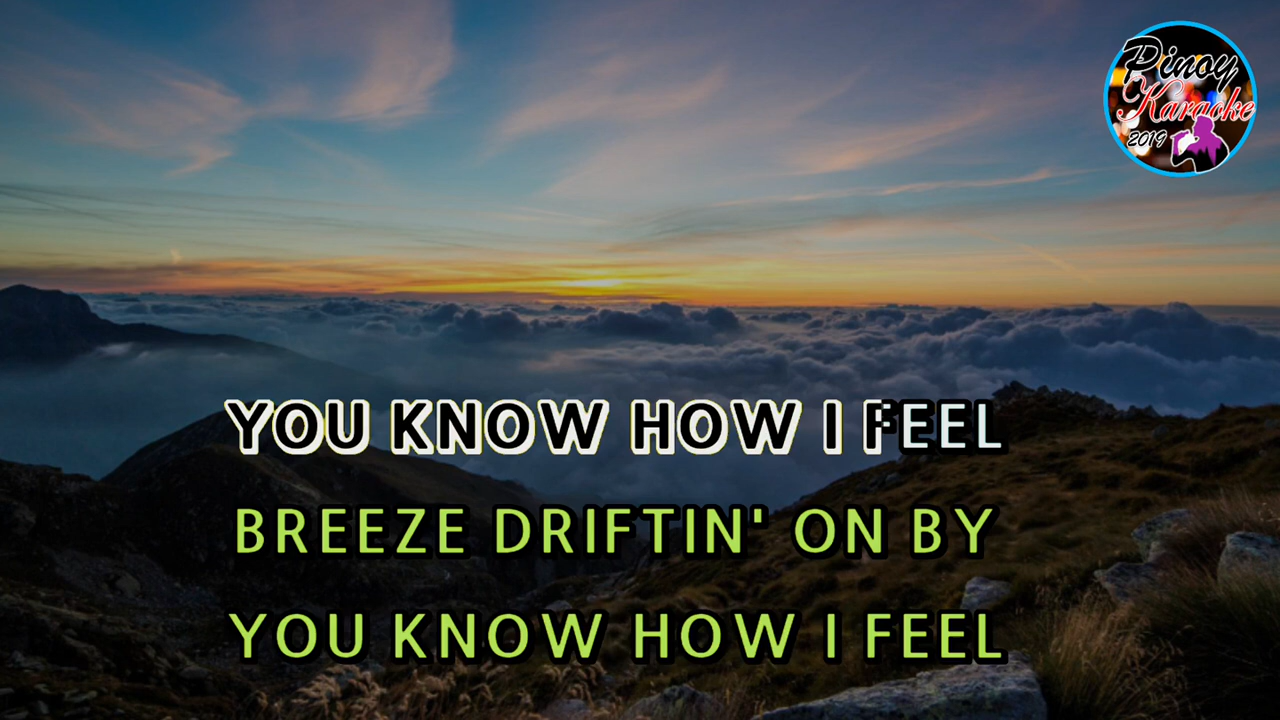 Pinoy
Karaoke
2019
YOU KNOW HOW I FEEL
BREEZE DRIFTIN' ON BY
YOU KNOW HOW I FEEL